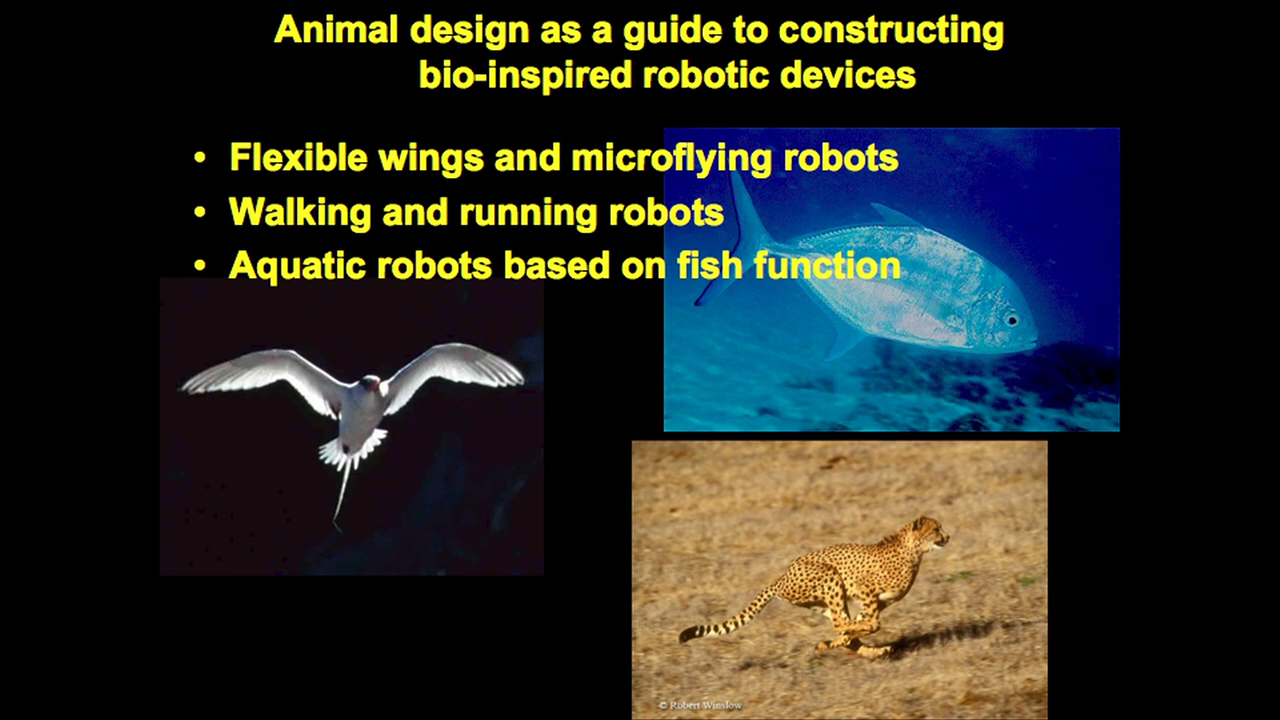 Animal design as a guide to constructing
bio-inspired robotic devices
• Flexible wings and microflying robots
• Walking and running robots
• Aquatic robots based on fish function
© Robert Winslow